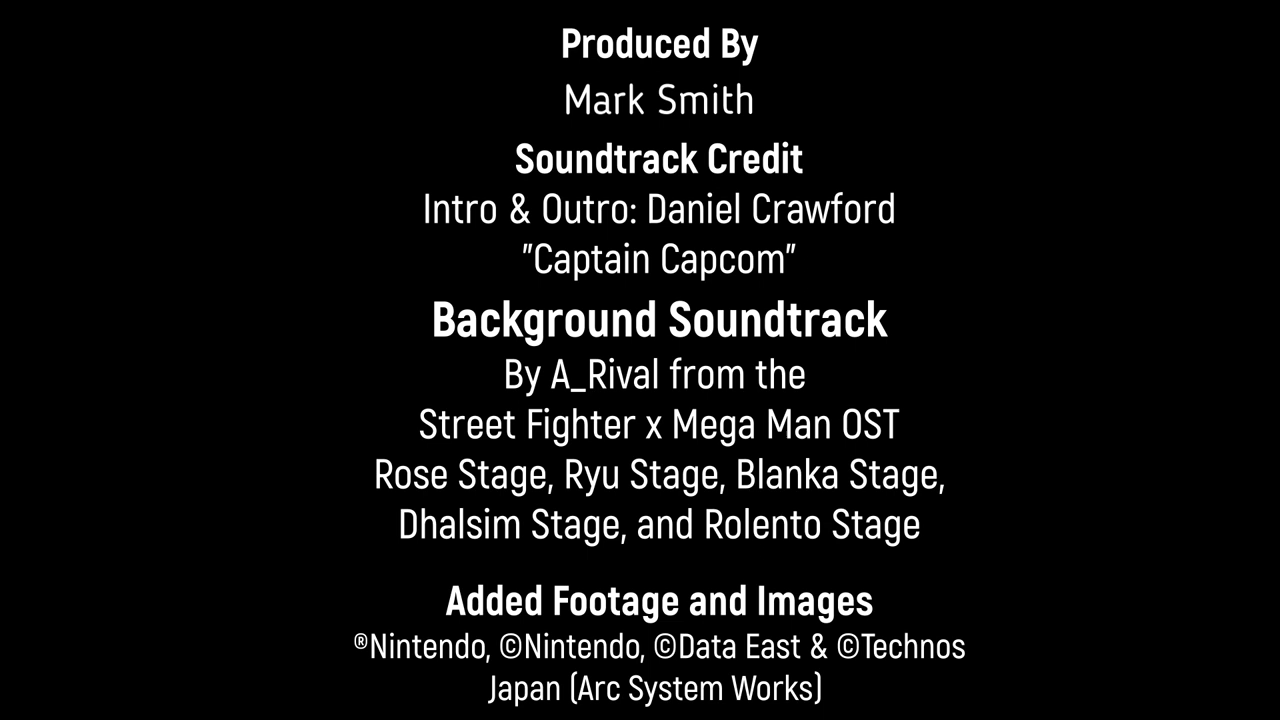 Produced By
Mark Smith
Soundtrack Credit
Intro & Outro: Daniel Crawford
"Captain Capcom"
Background Soundtrack
By A_Rival from the
Street Fighter x Mega Man OST
Rose Stage, Ryu Stage, Blanka Stage,
Dhalsim Stage, and Rolento Stage
Added Footage and Images
®Nintendo, ©Nintendo, ©Data East & ©Technos
Japan (Arc System Works)